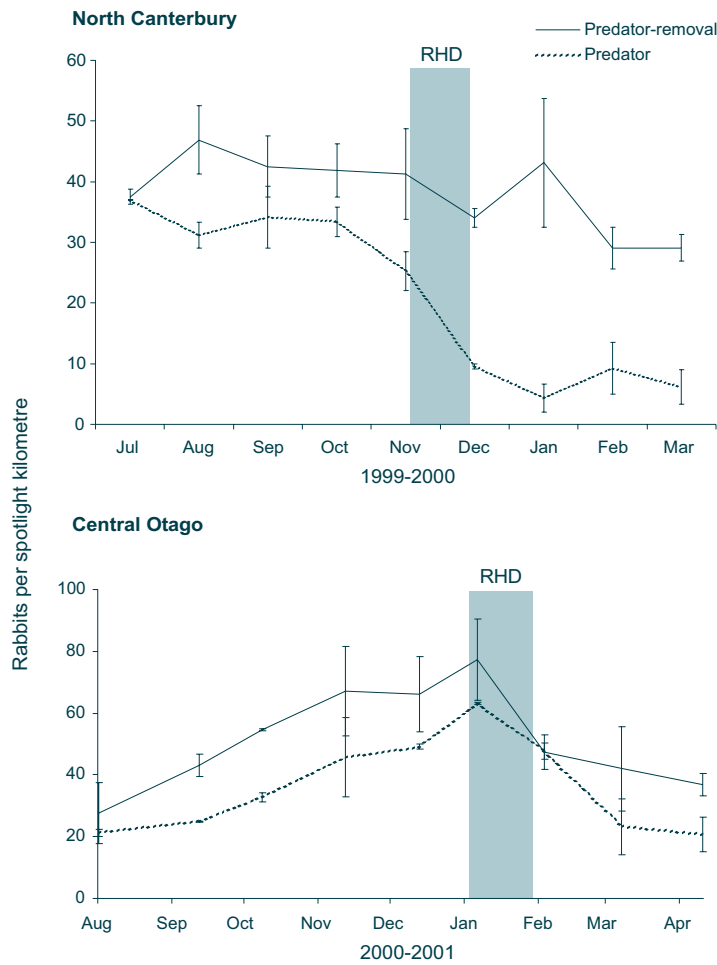 North Canterbury
Predator-removal
Predator
RHD
60
50
40
30
20
10
0
Jul Aug Sep Oct Nov Dec Jan Feb Mar
1999-2000
Rabbits per spotlight kilometre
Central Otago
RHD
100
80
60
40
20
0
Aug Sep Oct Nov Dec Jan Feb Mar Apr
2000-2001